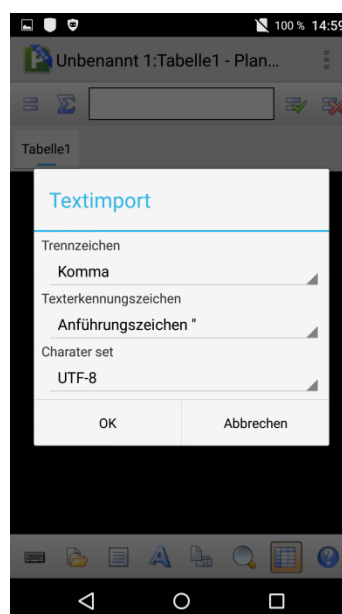 100 % 14:59
Unbenannt 1:Tabelle1 - Plan...
Tabelle1
Textimport
Trennzeichen
Komma
Texterkennungszeichen
Anführungszeichen "
Charater set
UTF-8
OK Abbrechen